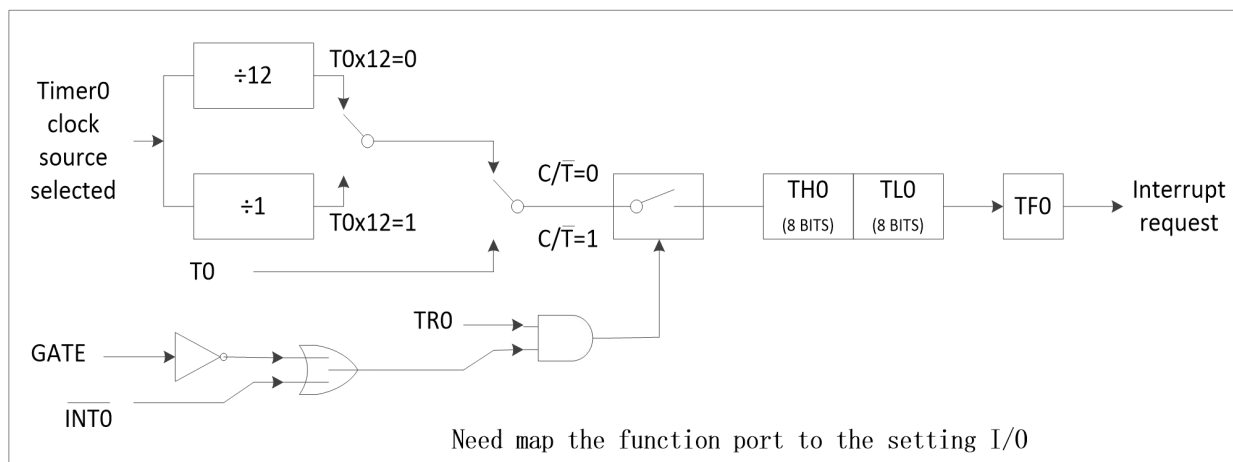 ÷12
T0x12=0
Timer0
clock
source
selected
÷1
T0x12=1
C/T̅=0
C/T̅=1
TH0
(8 BITS)
TL0
(8 BITS)
TF0
Interrupt
request
T0
TR0
GATE
I̅N̅T̅0̅
Need map the function port to the setting I/O